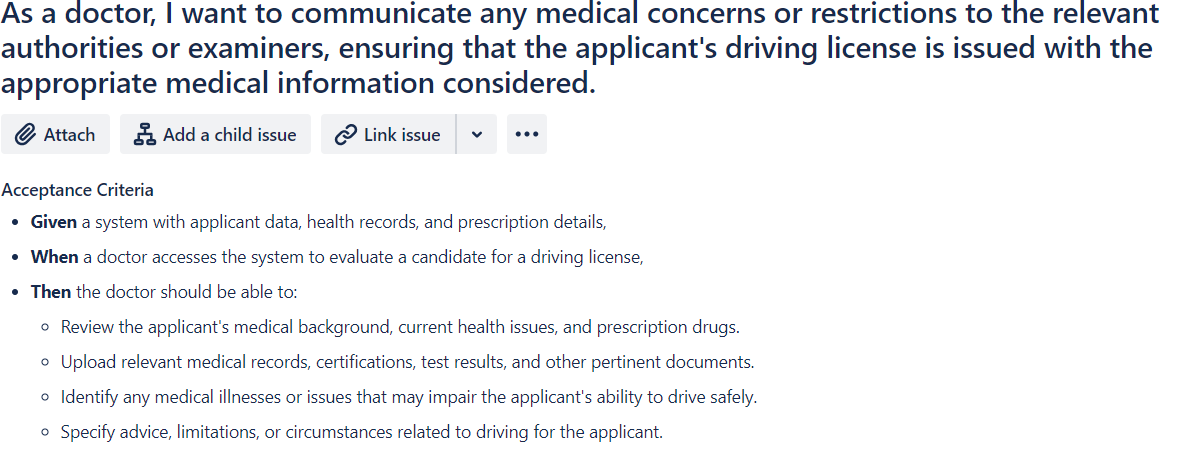 As a doctor, I want to communicate any medical concerns or restrictions to the relevant
authorities or examiners, ensuring that the applicant's driving license is issued with the
appropriate medical information considered.
Attach
Add a child issue
Link issue
Acceptance Criteria
Given a system with applicant data, health records, and prescription details,
When a doctor accesses the system to evaluate a candidate for a driving license,
Then the doctor should be able to:
Review the applicant's medical background, current health issues, and prescription drugs.
Upload relevant medical records, certifications, test results, and other pertinent documents.
Identify any medical illnesses or issues that may impair the applicant's ability to drive safely.
Specify advice, limitations, or circumstances related to driving for the applicant.